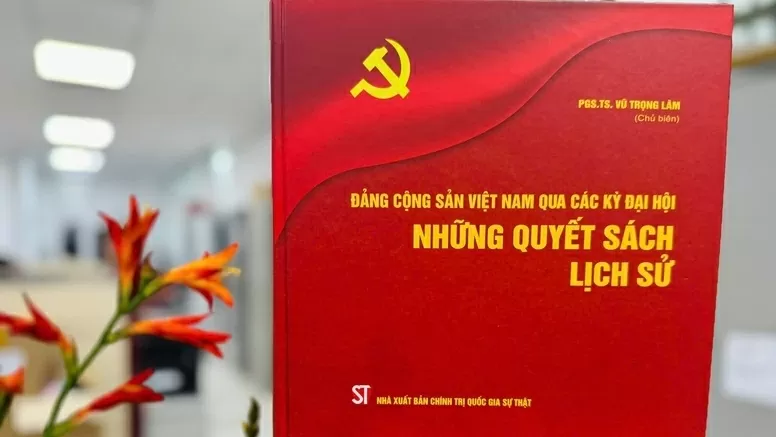 PGS.TS. VŨ TRỌNG LÂM
(Chủ biên)
ĐẢNG CỘNG SẢN VIỆT NAM QUA CÁC KỲ ĐẠI HỘI
NHỮNG QUYẾT SÁCH
LỊCH SỬ
ST NHÀ XUẤT BẢN CHÍNH TRỊ QUỐC GIA SỰ THẬT